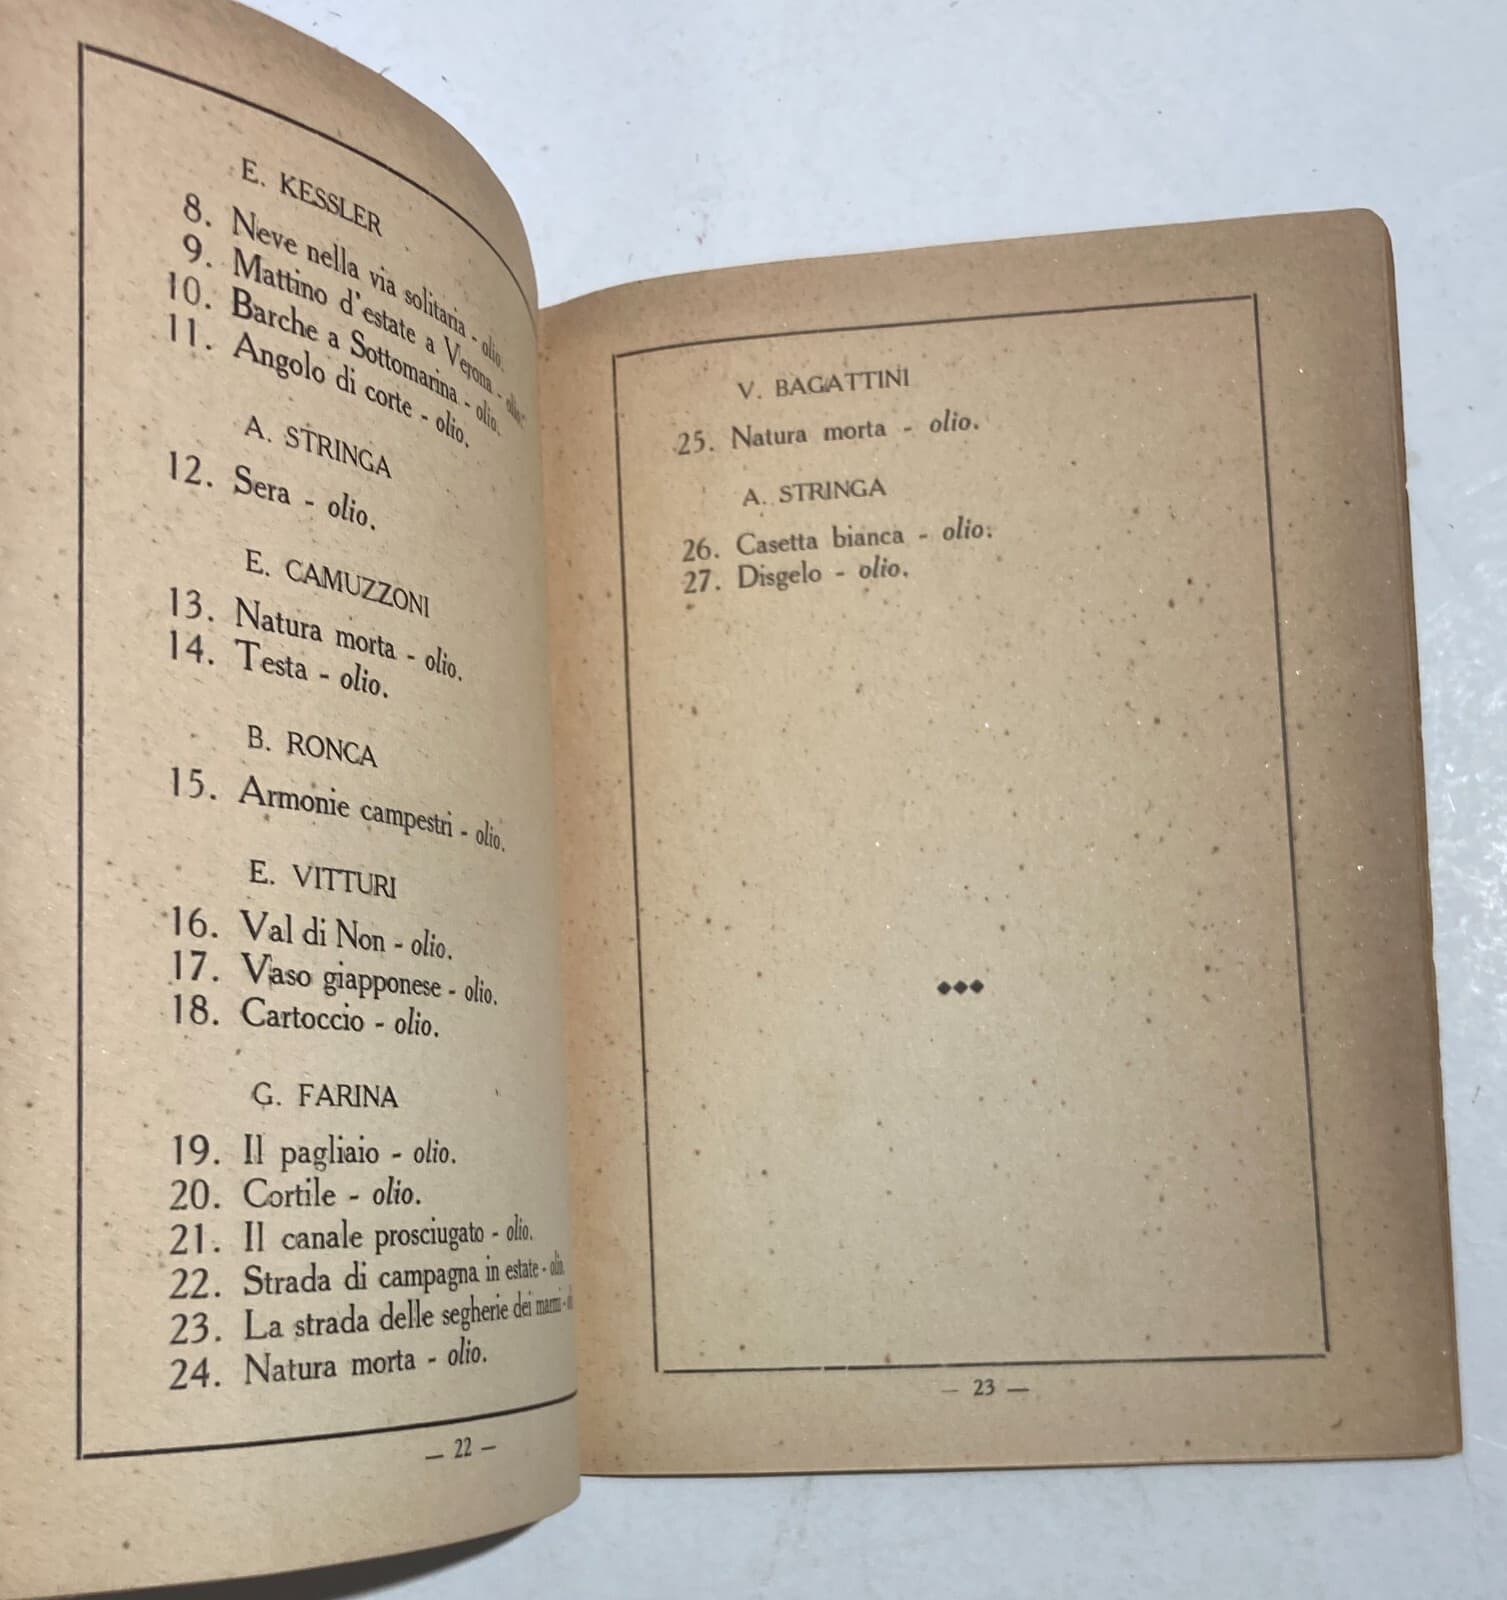 E. KESSLER
8. Neve nella via solitaria - olio.
9. Mattino d'estate a Verona - olio.
10. Barche a Sottomarina - olio.
11. Angolo di corte - olio.
A. STRINGA
12. Sera - olio.
E. CAMUZZONI
13. Natura morta - olio.
14. Testa - olio.
B. RONCA
15. Armonie campestri - olio.
E. VITTURI
16. Val di Non - olio.
17. Vaso giapponese - olio.
18. Cartoccio - olio.
G. FARINA
19. Il pagliaio - olio.
20. Cortile - olio.
21. Il canale prosciugato - olio.
22. Strada di campagna in estate - olio.
23. La strada delle segherie dei marmi -
24. Natura morta - olio.
— 22 —
V. BAGATTINI
25. Natura morta - olio.
A. STRINGA
26. Casetta bianca - olio.
27. Disgelo - olio.
— 23 —